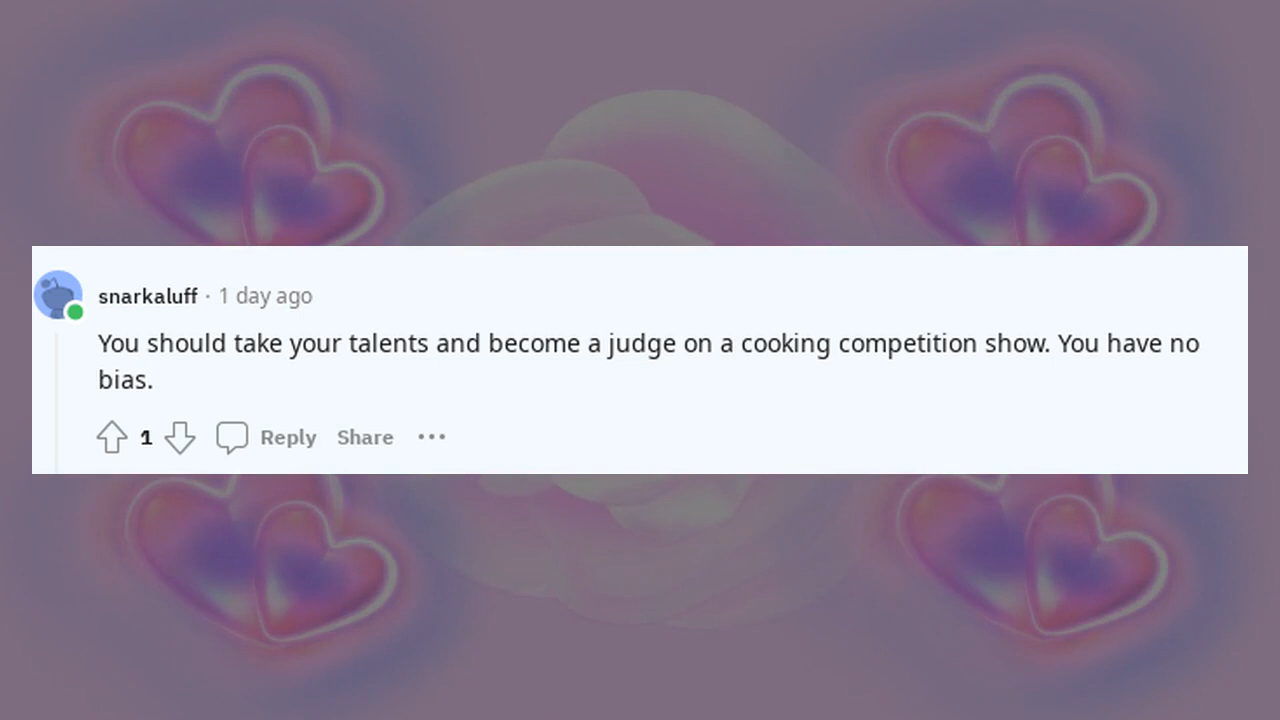 snarkaluff · 1 day ago
You should take your talents and become a judge on a cooking competition show. You have no
bias.
1 Reply Share ···